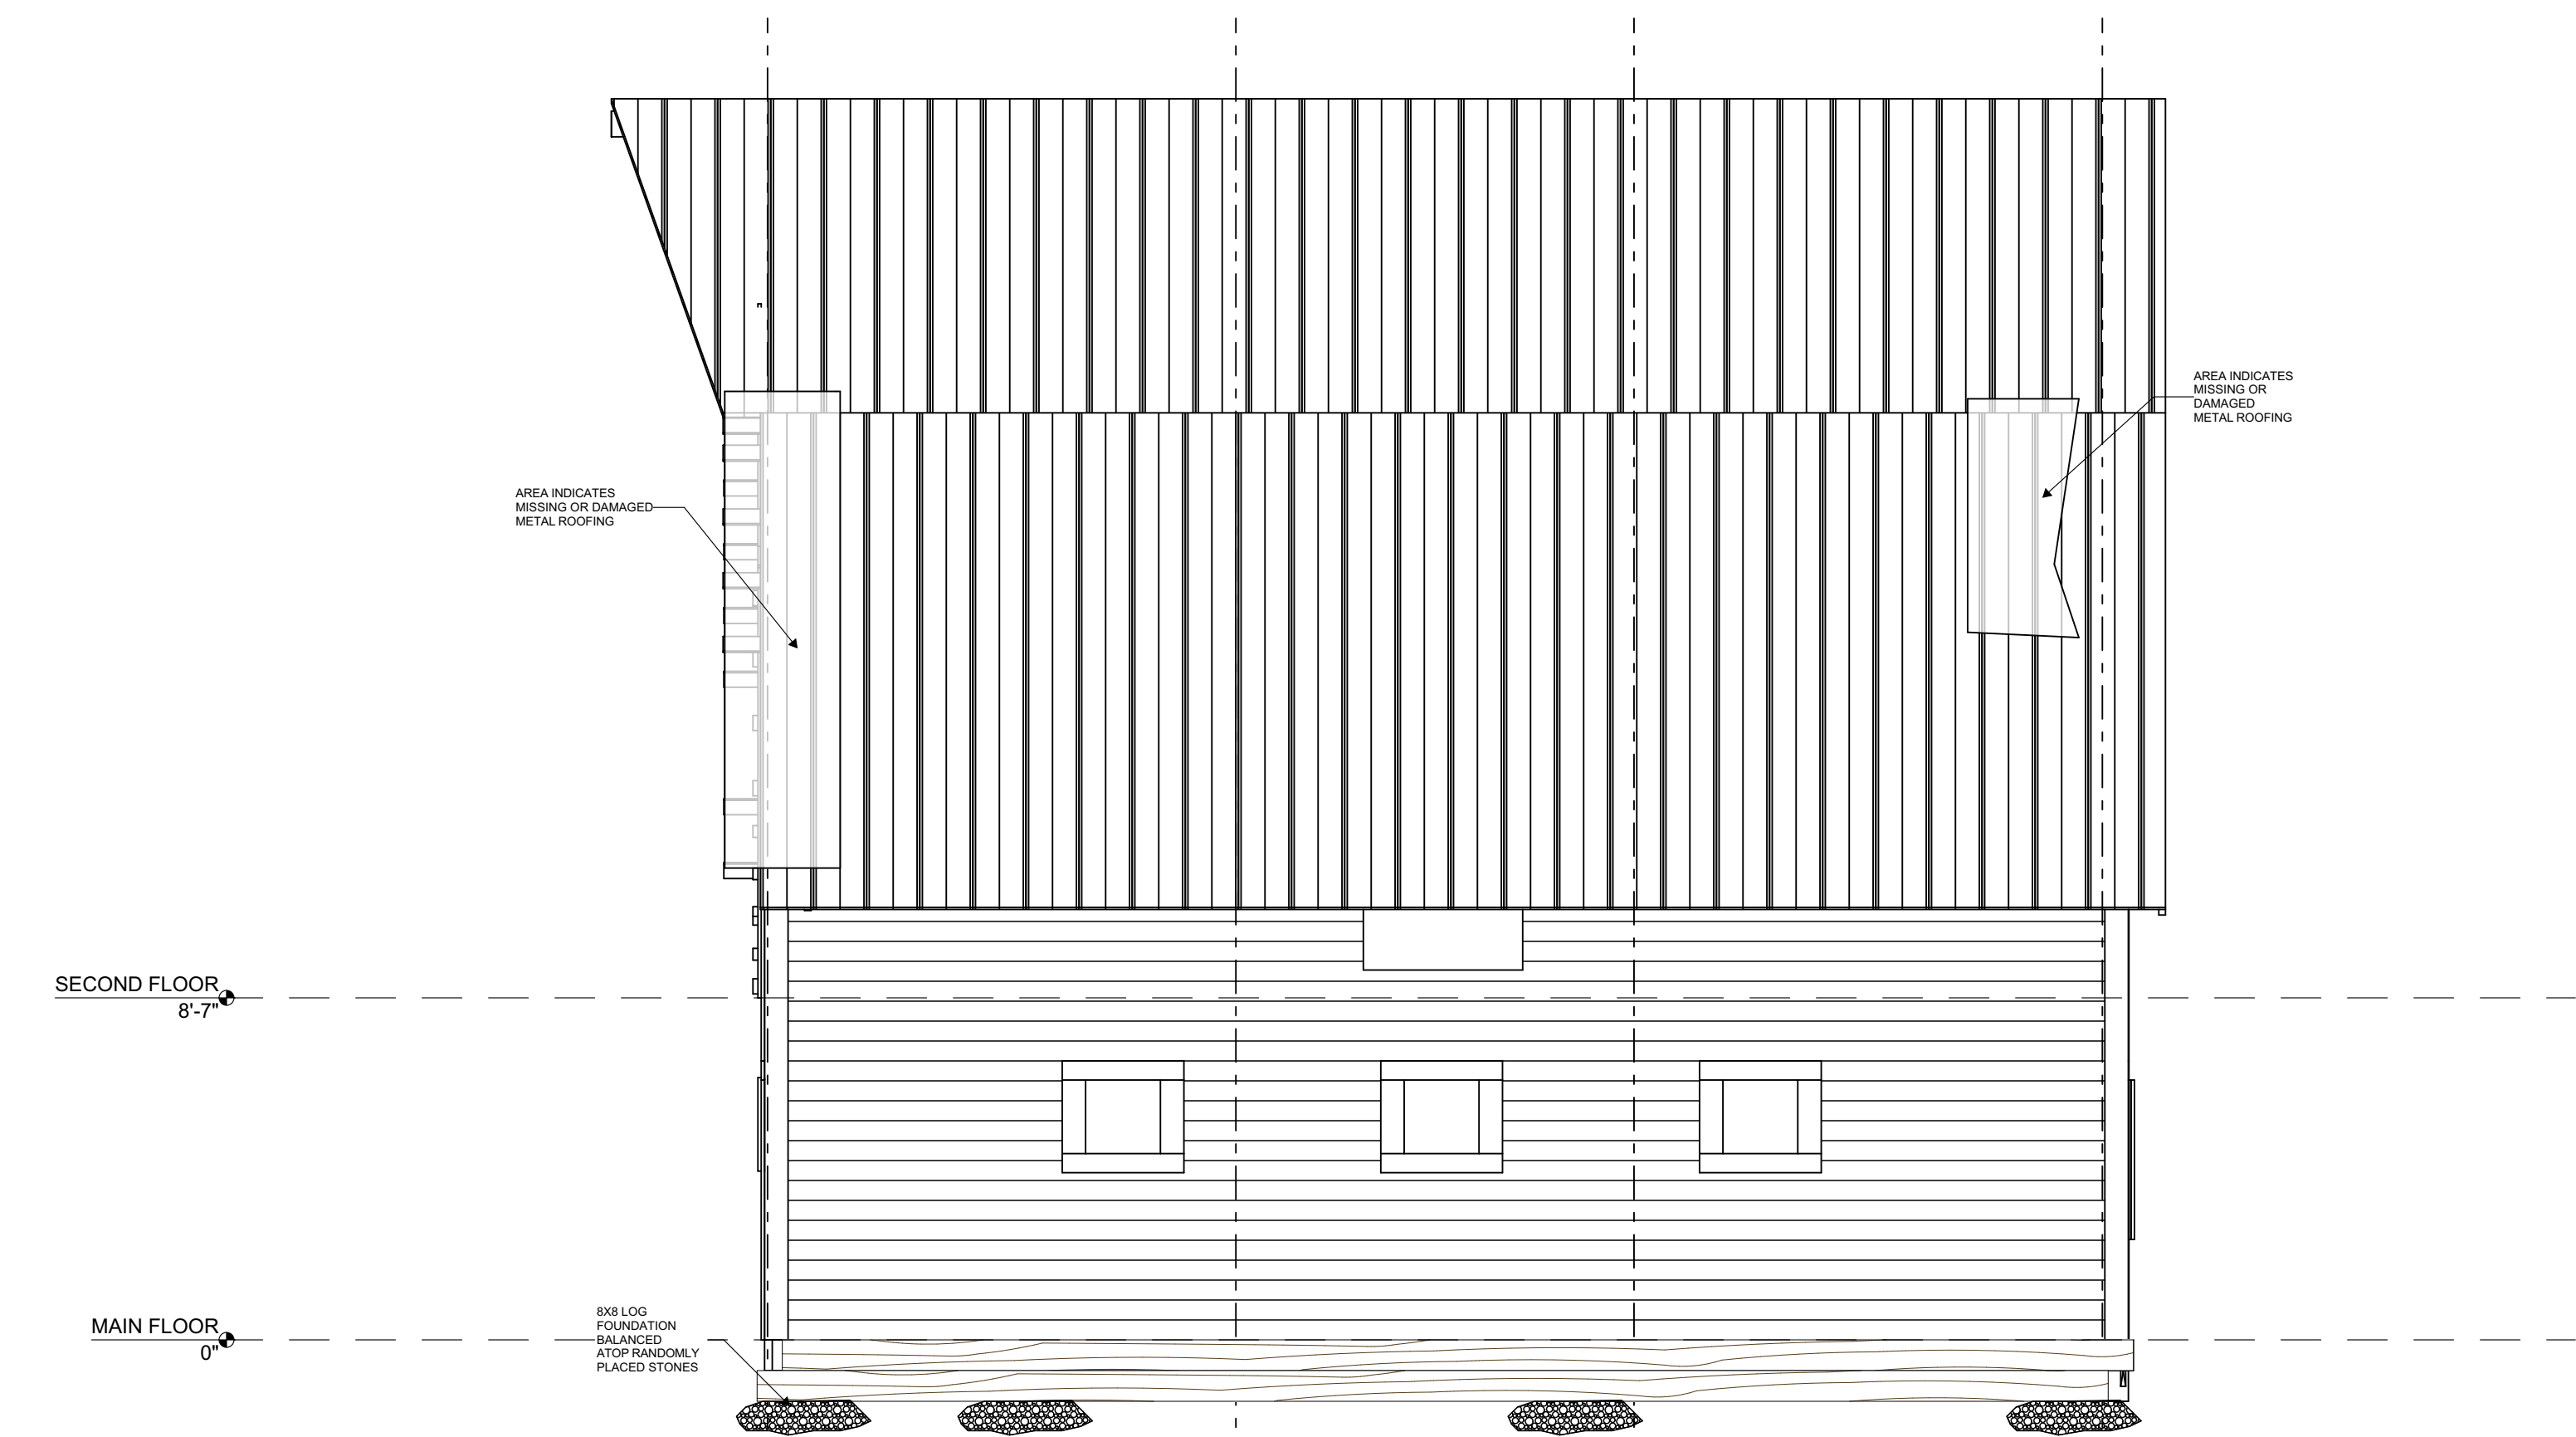 AREA INDICATES
MISSING OR
DAMAGED
METAL ROOFING
AREA INDICATES
MISSING OR DAMAGED
METAL ROOFING
SECOND FLOOR
8'-7"
8X8 LOG
FOUNDATION
BALANCED
ATOP RANDOMLY
PLACED STONES
MAIN FLOOR
0"